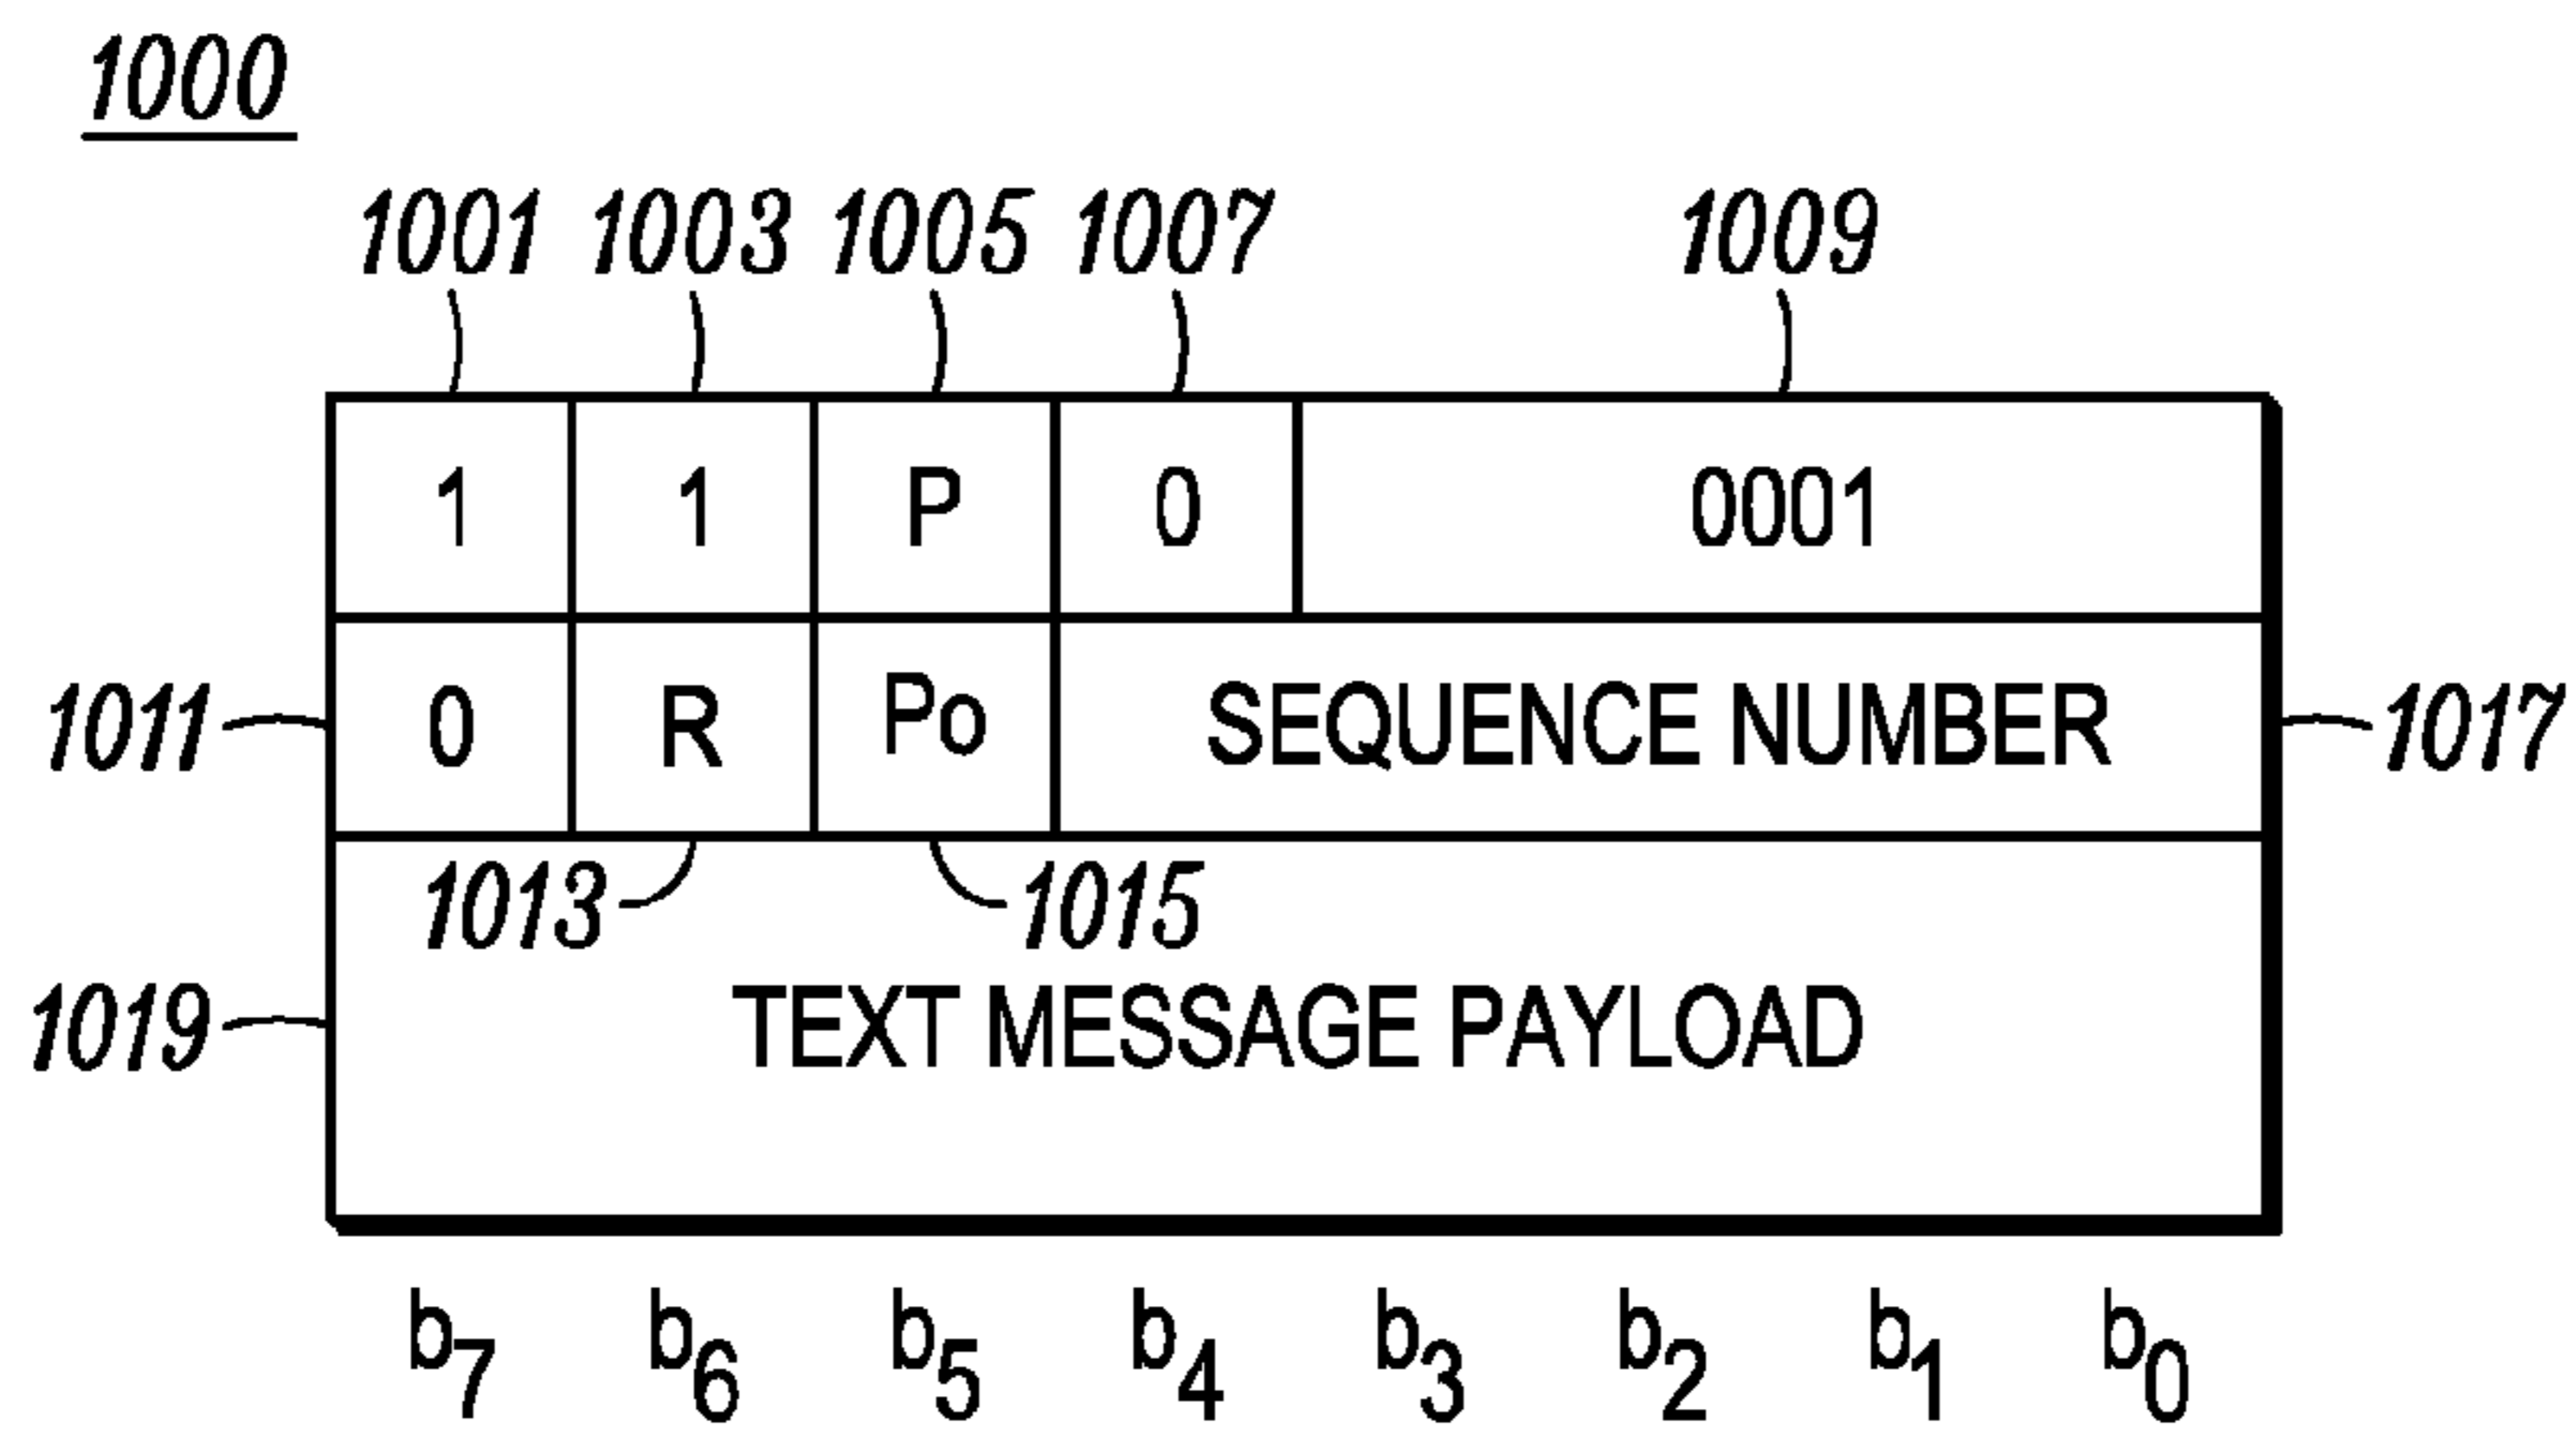 1000
1001 1003 1005 1007 1009
1 1 P 0 0001
1011 0 R Po SEQUENCE NUMBER 1017
1013 1015
1019 TEXT MESSAGE PAYLOAD
b7 b6 b5 b4 b3 b2 b1 b0